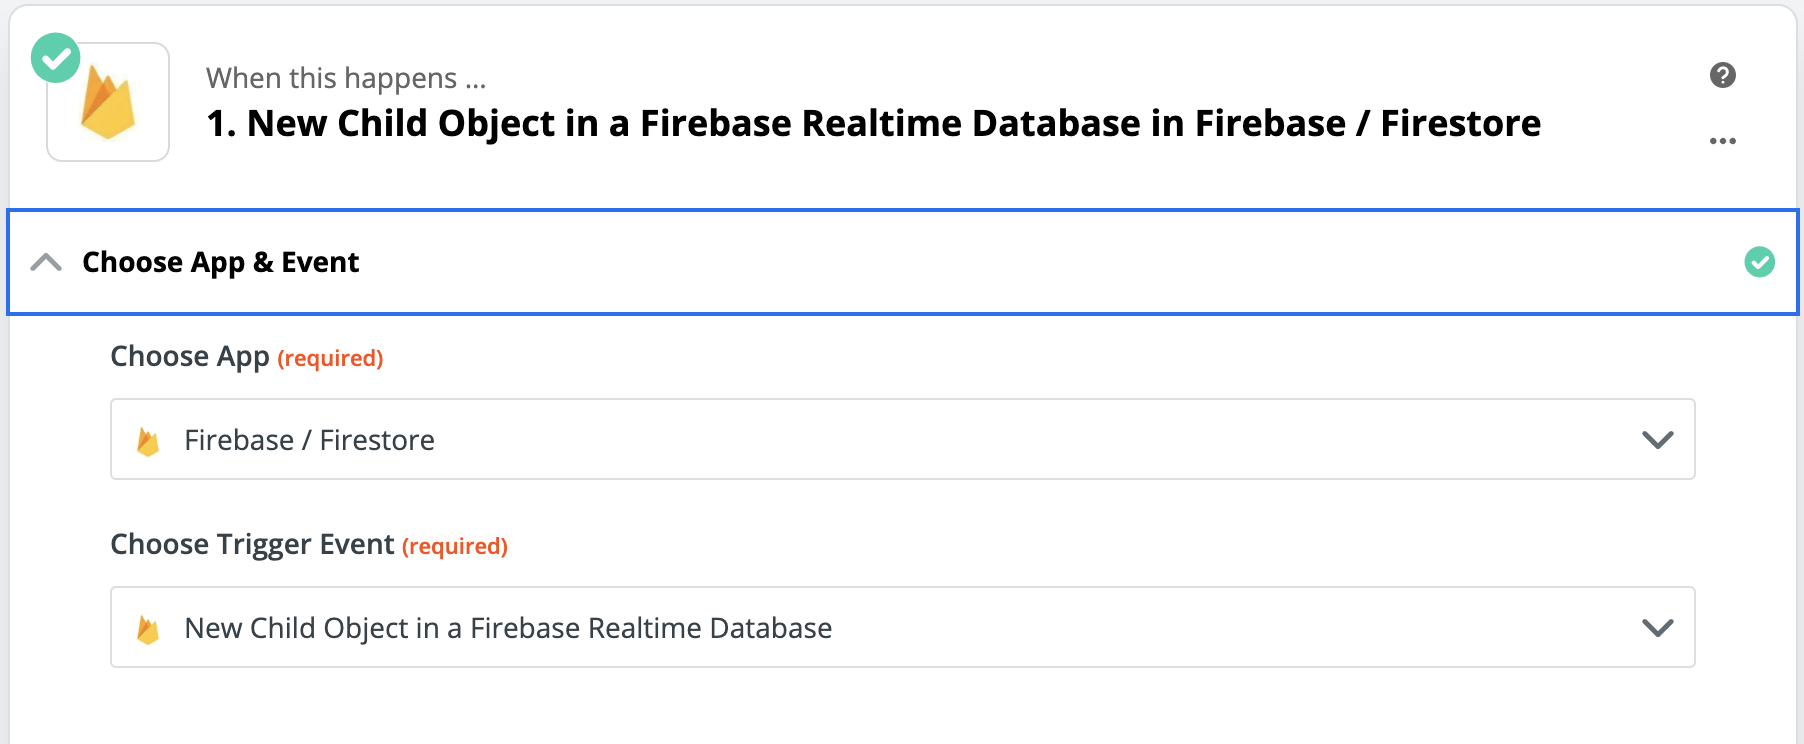 When this happens ...
1. New Child Object in a Firebase Realtime Database in Firebase / Firestore
Choose App & Event
Choose App (required)
Firebase / Firestore
Choose Trigger Event (required)
New Child Object in a Firebase Realtime Database